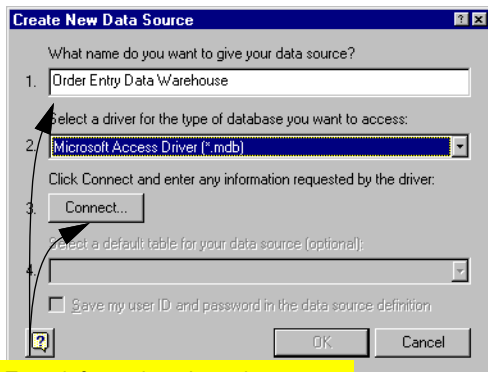 Create New Data Source
What name do you want to give your data source?
1. Order Entry Data Warehouse
Select a driver for the type of database you want to access:
2. Microsoft Access Driver (*.mdb)
Click Connect and enter any information requested by the driver:
3. Connect...
Select a default table for your data source (optional):
4.
Save my user ID and password in the data source definition
OK Cancel